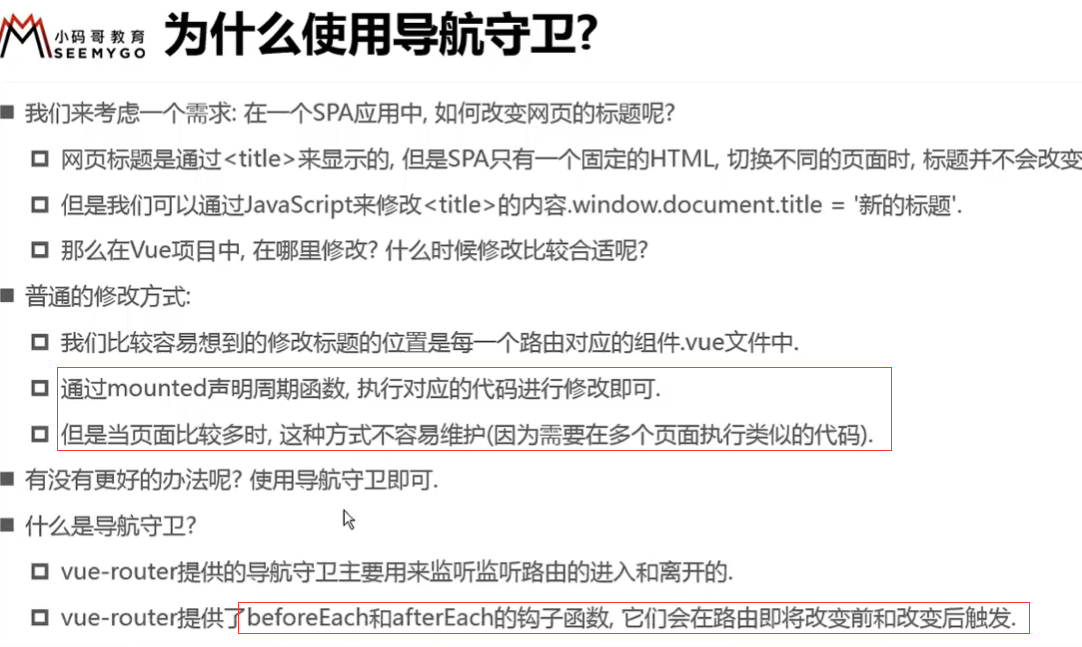 小码哥教育
SEEMYGO
为什么使用导航守卫?
我们来考虑一个需求: 在一个SPA应用中, 如何改变网页的标题呢?
网页标题是通过<title>来显示的, 但是SPA只有一个固定的HTML, 切换不同的页面时, 标题并不会改变
但是我们可以通过JavaScript来修改<title>的内容.window.document.title = '新的标题'.
那么在Vue项目中, 在哪里修改? 什么时候修改比较合适呢?
普通的修改方式:
我们比较容易想到的修改标题的位置是每一个路由对应的组件.vue文件中.
通过mounted声明周期函数, 执行对应的代码进行修改即可.
但是当页面比较多时, 这种方式不容易维护(因为需要在多个页面执行类似的代码).
有没有更好的办法呢? 使用导航守卫即可.
什么是导航守卫?
vue-router提供的导航守卫主要用来监听监听路由的进入和离开的.
vue-router提供了beforeEach和afterEach的钩子函数, 它们会在路由即将改变前和改变后触发.